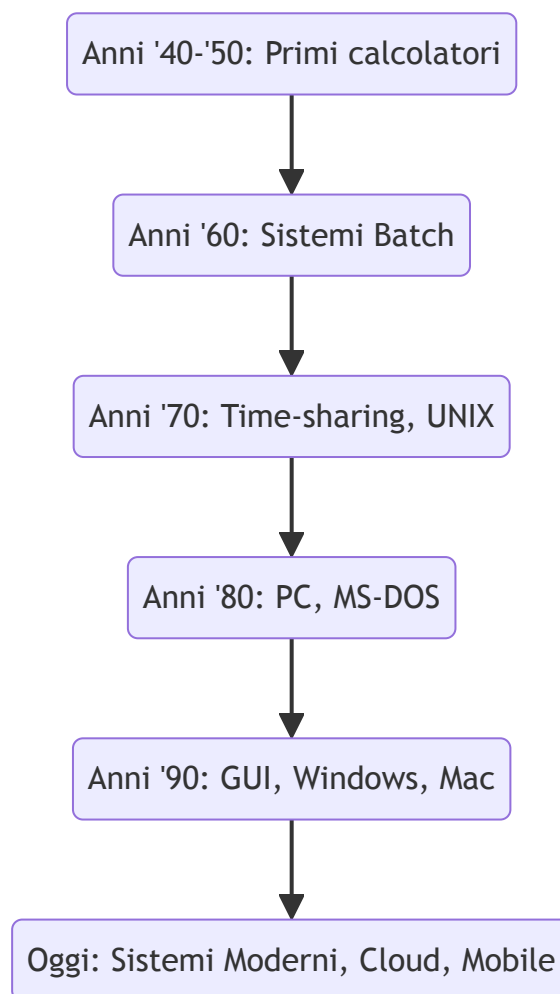 Anni '40-'50: Primi calcolatori
Anni '60: Sistemi Batch
Anni '70: Time-sharing, UNIX
Anni '80: PC, MS-DOS
Anni '90: GUI, Windows, Mac
Oggi: Sistemi Moderni, Cloud, Mobile